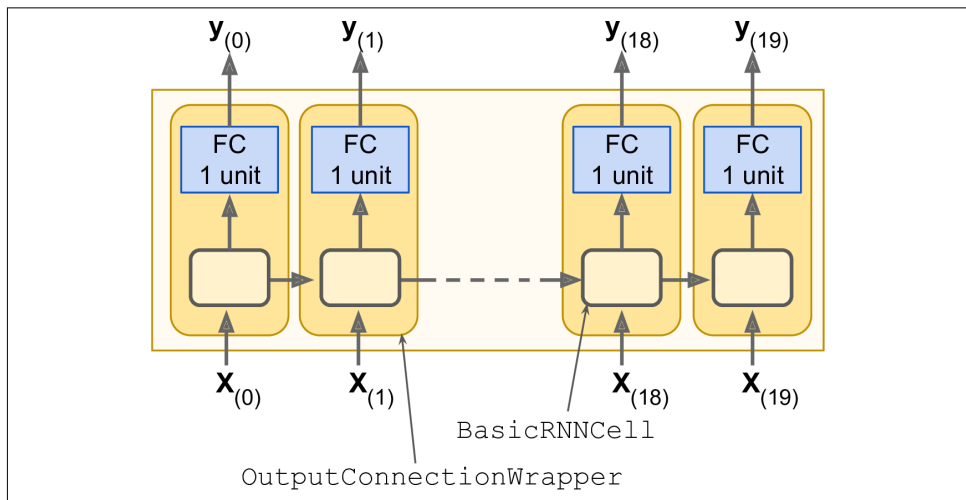 y(0) y(1) y(18) y(19)
FC FC FC FC
1 unit 1 unit 1 unit 1 unit
X(0) X(1) X(18) X(19)
BasicRNNCell
OutputConnectionWrapper